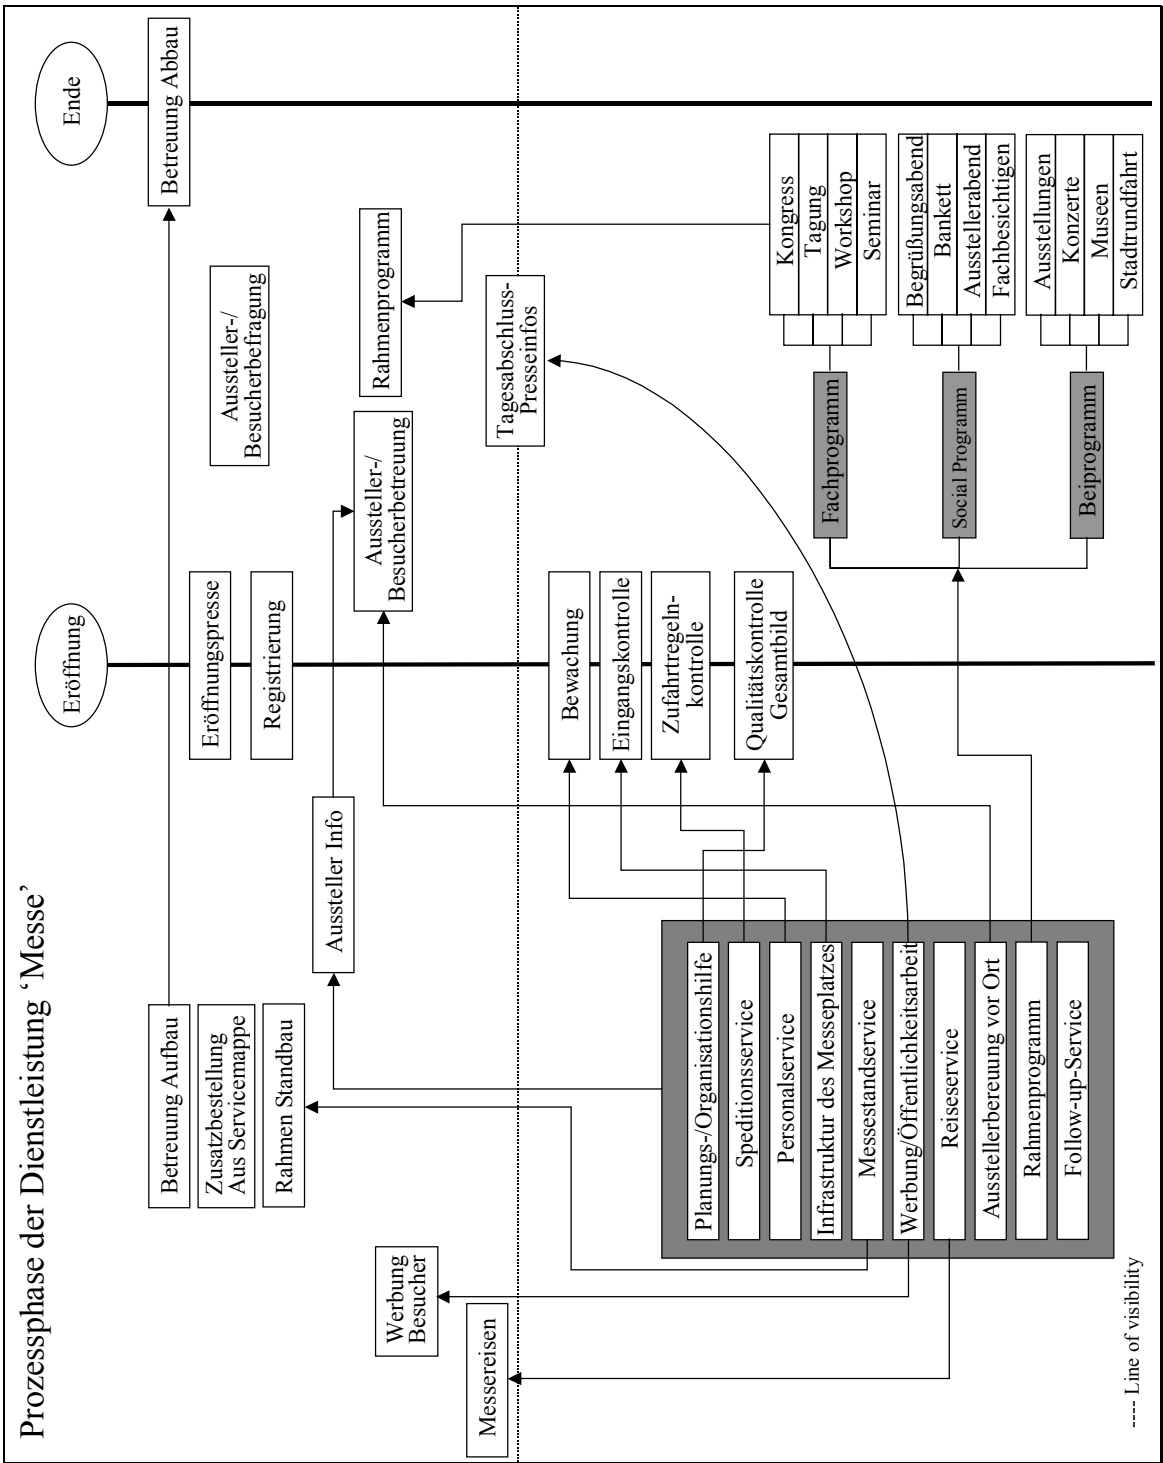 Prozessphase der Dienstleistung ‘Messe’
Eröffnung
Ende
Betreuung Aufbau
Betreuung Abbau
Zusatzbestellung
Aus Servicemappe
Eröffnungspresse
Aussteller-/
Besucherbefragung
Rahmen Standbau
Registrierung
Aussteller Info
Werbung
Besucher
Aussteller-/
Besucherbetreuung
Rahmenprogramm
Messereisen
Tagesabschluss-
Presseinfos
Bewachung
Eingangskontrolle
Zufahrtregeln-
kontrolle
Qualitätskontrolle
Gesamtbild
Planungs-/Organisationshilfe
Speditionsservice
Personalservice
Infrastruktur des Messeplatzes
Messestandservice
Werbung/Öffentlichkeitsarbeit
Reiseservice
Ausstellerbereuung vor Ort
Rahmenprogramm
Follow-up-Service
Fachprogramm
Kongress
Tagung
Workshop
Seminar
Social Programm
Begrüßungsabend
Bankett
Ausstellerabend
Fachbesichtigen
Beiprogramm
Ausstellungen
Konzerte
Museen
Stadtrundfahrt
---- Line of visibility